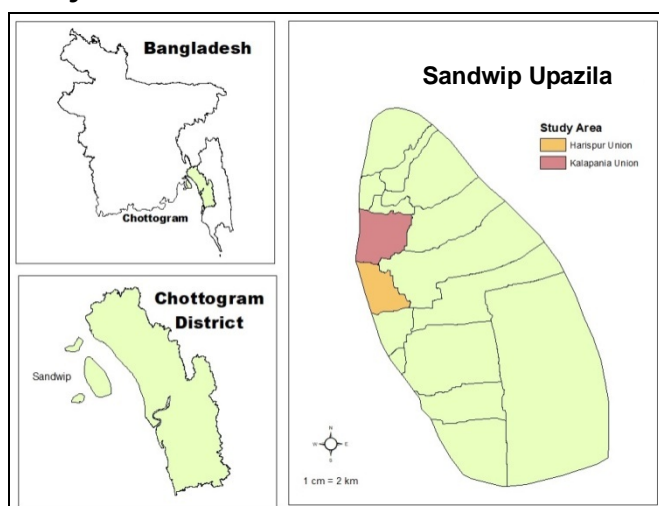 Bangladesh
Chottogram
Chottogram
District
Sandwip
Sandwip Upazila
Study Area
Harispur Union
Kalapania Union
N
W E
S
1 cm = 2 km